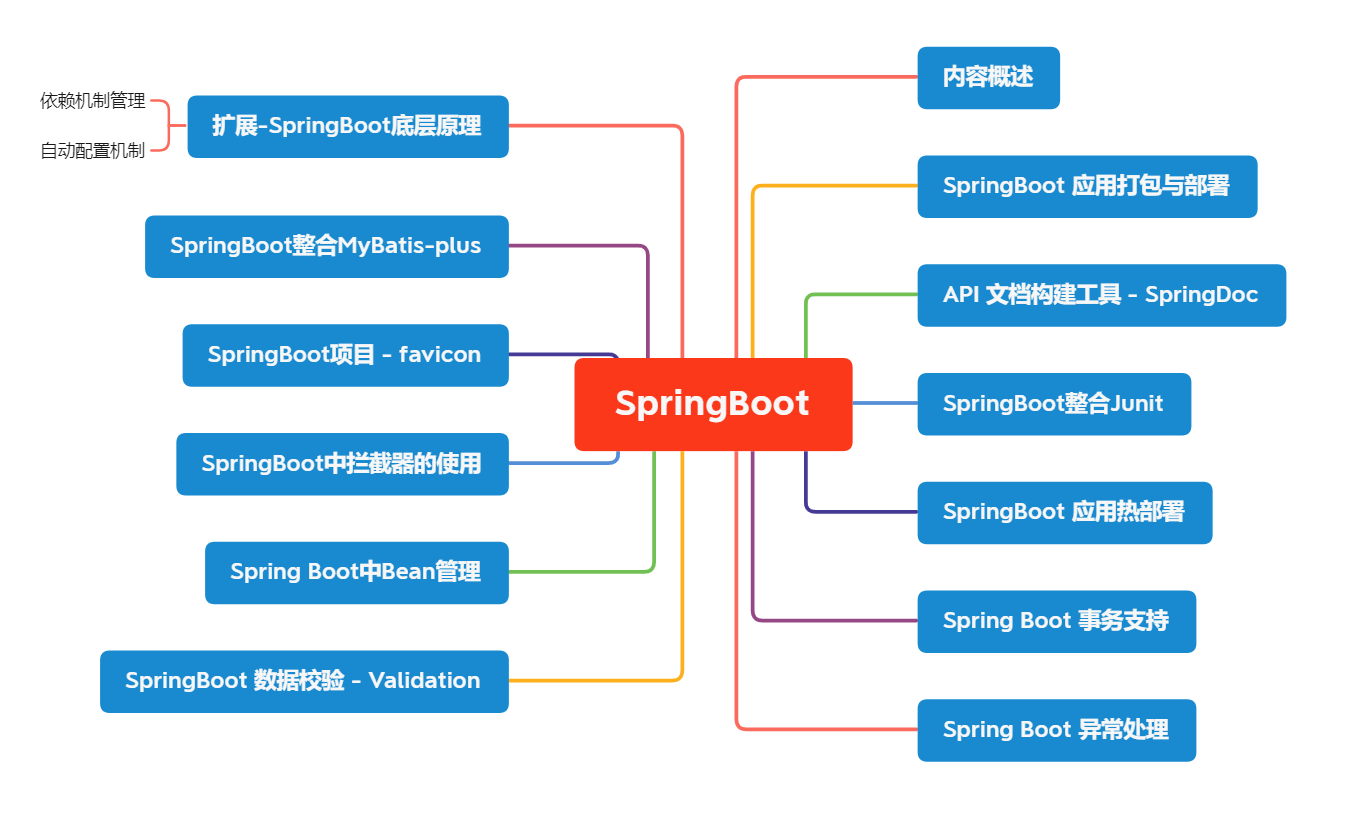 SpringBoot
内容概述
SpringBoot 应用打包与部署
API 文档构建工具 - SpringDoc
SpringBoot整合Junit
SpringBoot 应用热部署
Spring Boot 事务支持
Spring Boot 异常处理
扩展-SpringBoot底层原理
依赖机制管理
自动配置机制
SpringBoot整合MyBatis-plus
SpringBoot项目 - favicon
SpringBoot中拦截器的使用
Spring Boot中Bean管理
SpringBoot 数据校验 - Validation